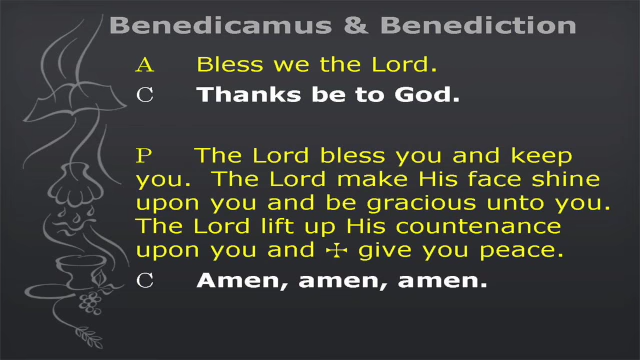 Benedicamus & Benediction
A Bless we the Lord.
C Thanks be to God.
P The Lord bless you and keep
you. The Lord make His face shine
upon you and be gracious unto you.
The Lord lift up His countenance
upon you and ☩ give you peace.
C Amen, amen, amen.